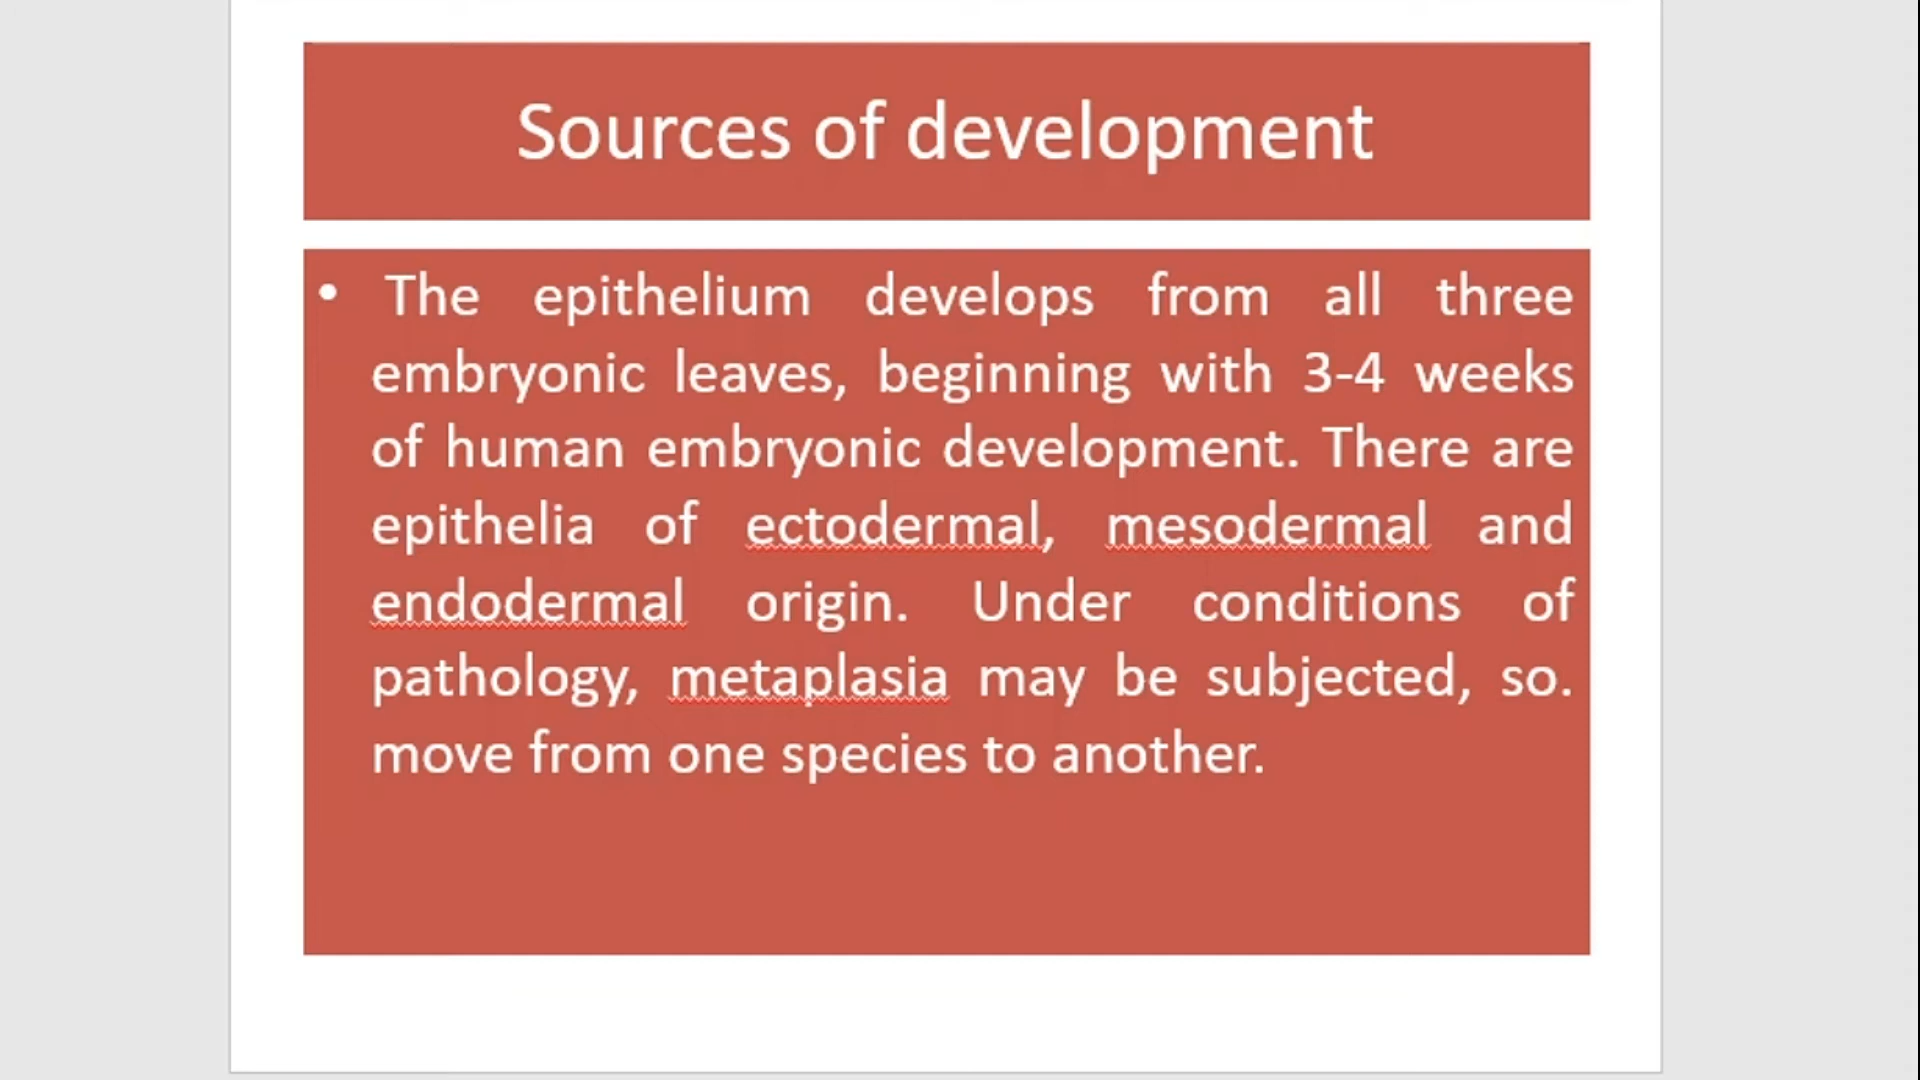 Sources of development
• The epithelium develops from all three
embryonic leaves, beginning with 3-4 weeks
of human embryonic development. There are
epithelia of ectodermal, mesodermal and
endodermal origin. Under conditions of
pathology, metaplasia may be subjected, so.
move from one species to another.